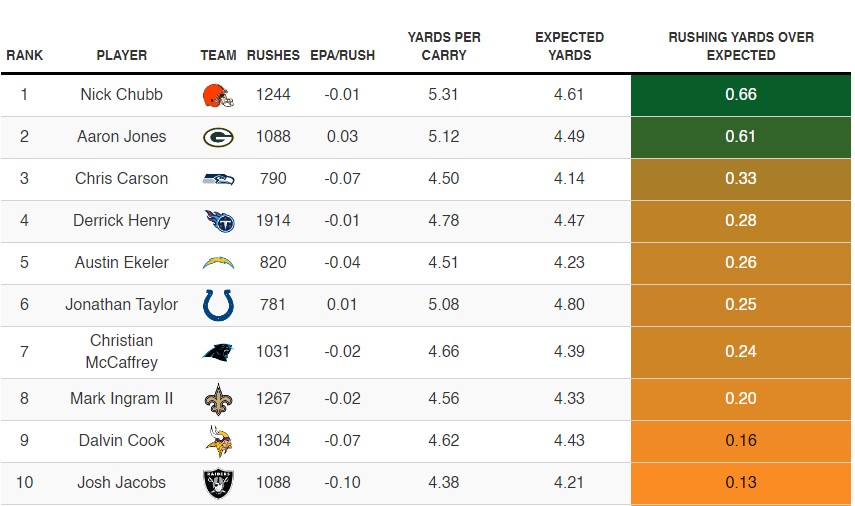 RANK PLAYER TEAM RUSHES EPA/RUSH YARDS PER CARRY EXPECTED YARDS RUSHING YARDS OVER EXPECTED
1 Nick Chubb 1244 -0.01 5.31 4.61 0.66
2 Aaron Jones G 1088 0.03 5.12 4.49 0.61
3 Chris Carson 790 -0.07 4.50 4.14 0.33
4 Derrick Henry T 1914 -0.01 4.78 4.47 0.28
5 Austin Ekeler 820 -0.04 4.51 4.23 0.26
6 Jonathan Taylor 781 0.01 5.08 4.80 0.25
7 Christian McCaffrey 1031 -0.02 4.66 4.39 0.24
8 Mark Ingram II 1267 -0.02 4.56 4.33 0.20
9 Dalvin Cook 1304 -0.07 4.62 4.43 0.16
10 Josh Jacobs RAIDERS 1088 -0.10 4.38 4.21 0.13